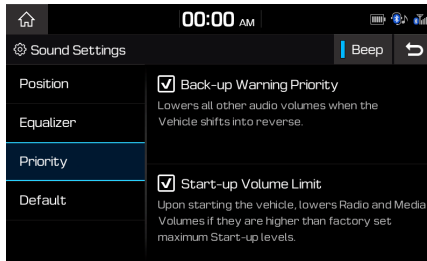 00:00 AM
Sound Settings
Beep
Position
Back-up Warning Priority
Lowers all other audio volumes when the
Vehicle shifts into reverse.
Equalizer
Priority
Start-up Volume Limit
Default
Upon starting the vehicle, lowers Radio and Media
Volumes if they are higher than factory set
maximum Start-up levels.